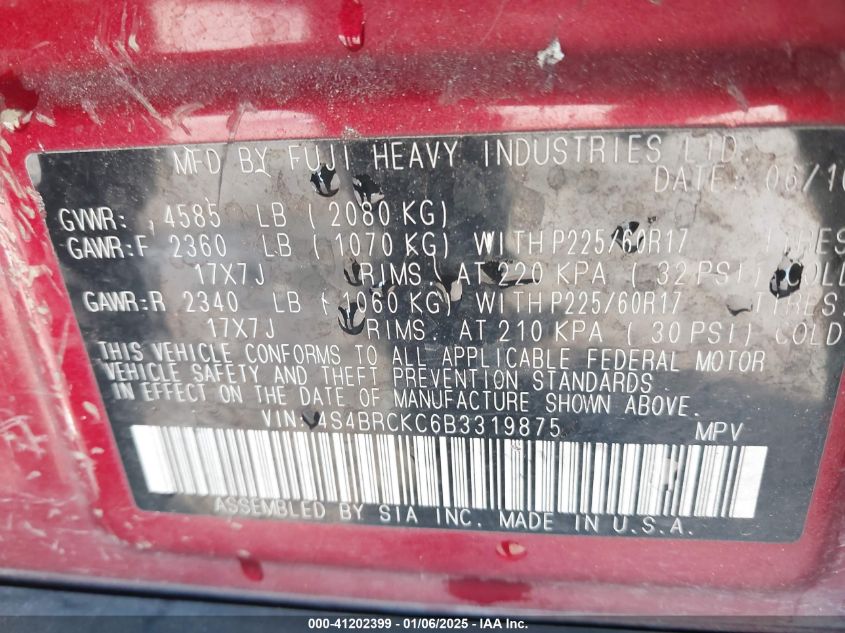 MFD BY FUJI HEAVY INDUSTRIES LTD
DATE: 06/10
GVWR: 4585 LB (2080 KG)
GAWR:F 2360 LB (1070 KG) WITH P225/60R17 TIRES
17X7J RIMS. AT 220 KPA (32 PSI) COLD
GAWR:R 2340 LB (1060 KG) WITH P225/60R17 TIRES.
17X7J RIMS AT 210 KPA (30 PSI) COLD
THIS VEHICLE CONFORMS TO ALL APPLICABLE FEDERAL MOTOR
VEHICLE SAFETY AND THEFT PREVENTION STANDARDS
IN EFFECT ON THE DATE OF MANUFACTURE SHOWN ABOVE.
VIN: 4S4BRCKC6B3319875 MPV
ASSEMBLED BY SIA INC. MADE IN U.S.A.
000-41202399 | 01/06/2025 - IAA Inc.